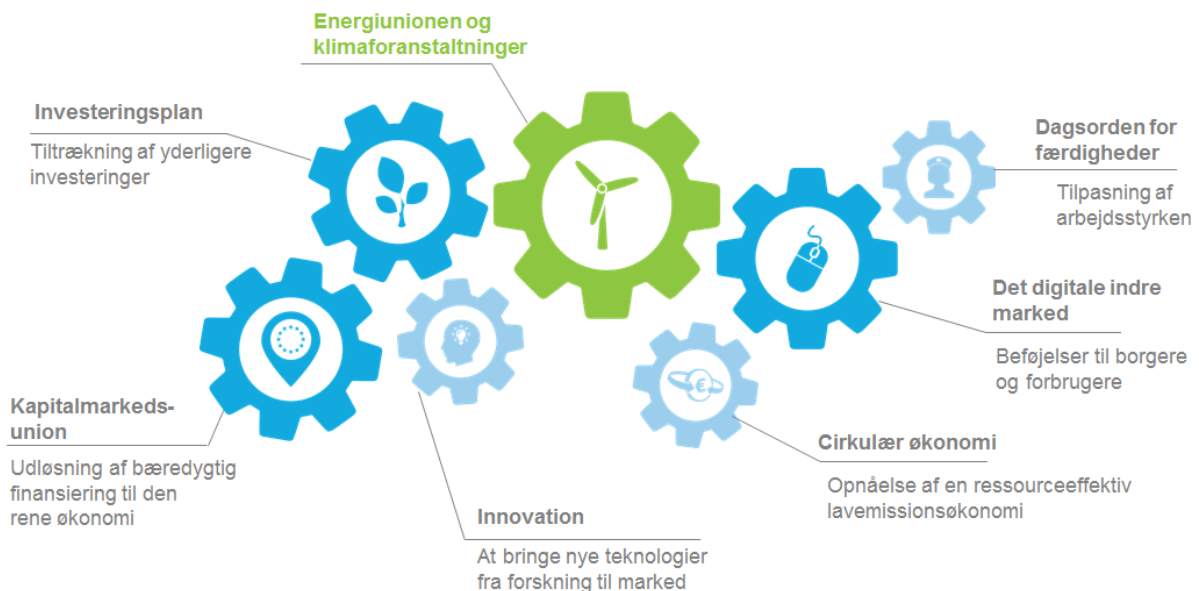 Energiunionen og
klimaforanstaltninger
Investeringsplan
Tiltrækning af yderligere
investeringer
Dagsorden for
færdigheder
Tilpasning af
arbejdsstyrken
Det digitale indre
marked
Beføjelser til borgere
og forbrugere
Kapitalmarkeds-
union
Udløsning af bæredygtig
finansiering til den
rene økonomi
Innovation
At bringe nye teknologier
fra forskning til marked
Cirkulær økonomi
Opnåelse af en ressourceeffektiv
lavemissionsøkonomi
€